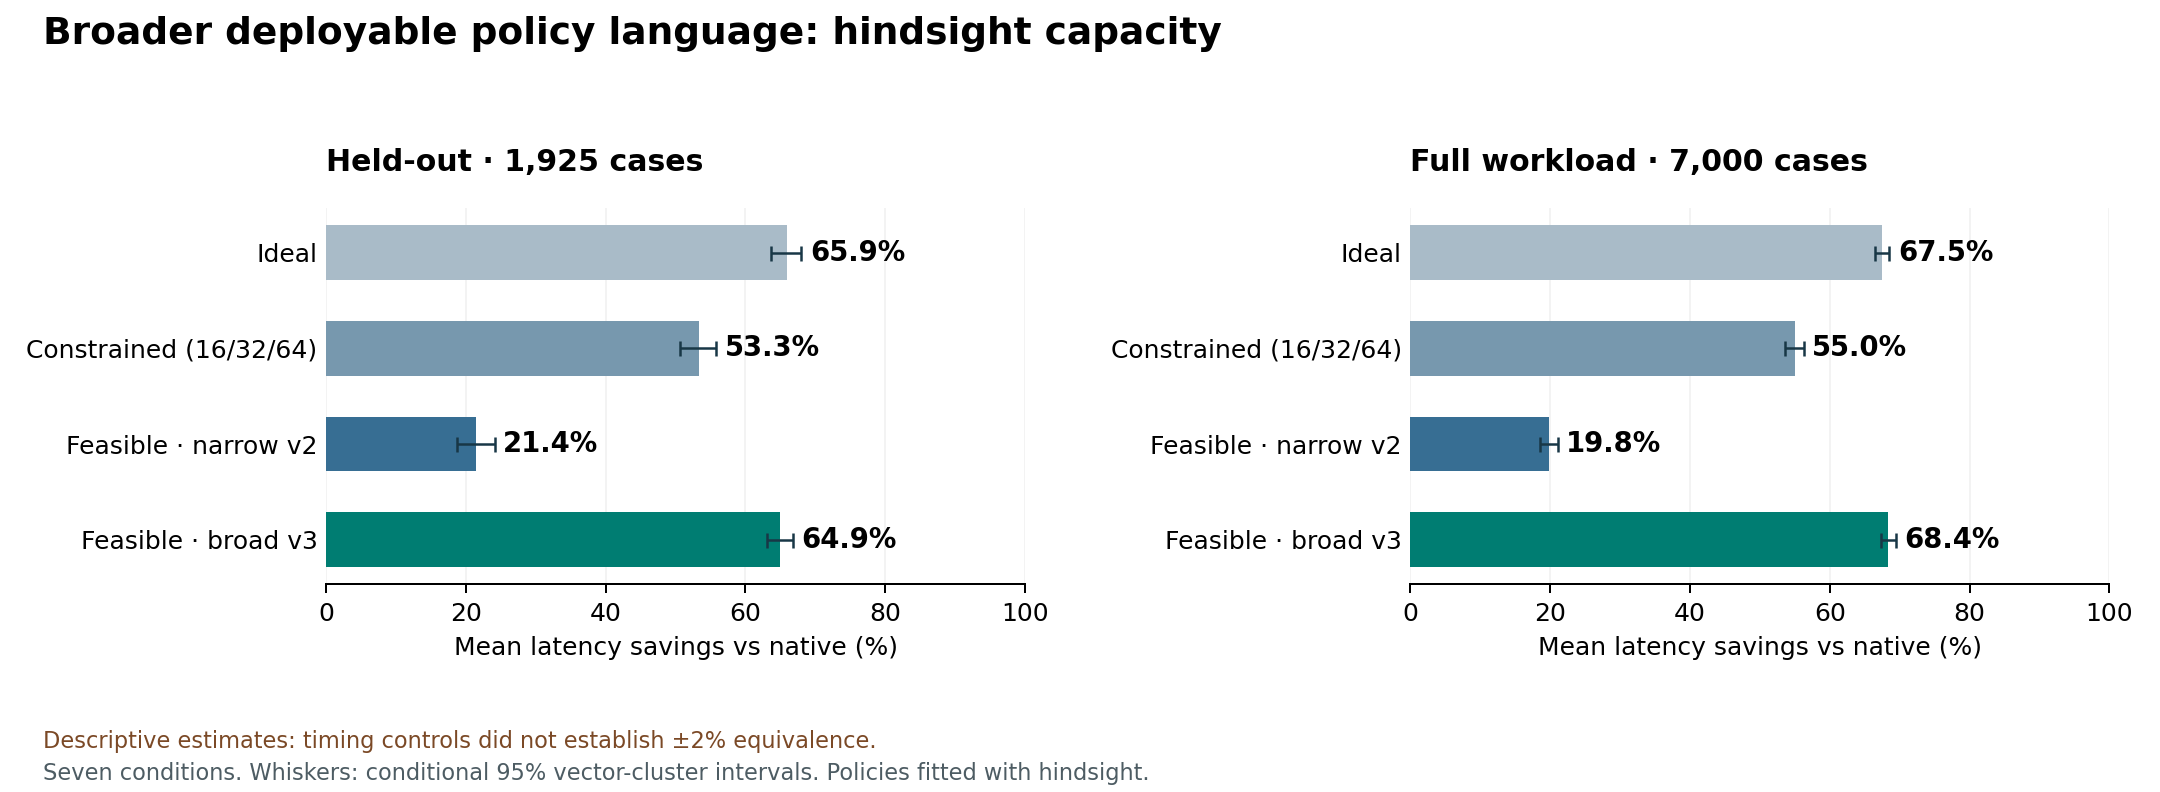 Broader deployable policy language: hindsight capacity
Held-out · 1,925 cases
Ideal
65.9%
Constrained (16/32/64)
53.3%
Feasible · narrow v2
21.4%
Feasible · broad v3
64.9%
0 20 40 60 80 100
Mean latency savings vs native (%)
Full workload · 7,000 cases
Ideal
67.5%
Constrained (16/32/64)
55.0%
Feasible · narrow v2
19.8%
Feasible · broad v3
68.4%
0 20 40 60 80 100
Mean latency savings vs native (%)
Descriptive estimates: timing controls did not establish ±2% equivalence.
Seven conditions. Whiskers: conditional 95% vector-cluster intervals. Policies fitted with hindsight.